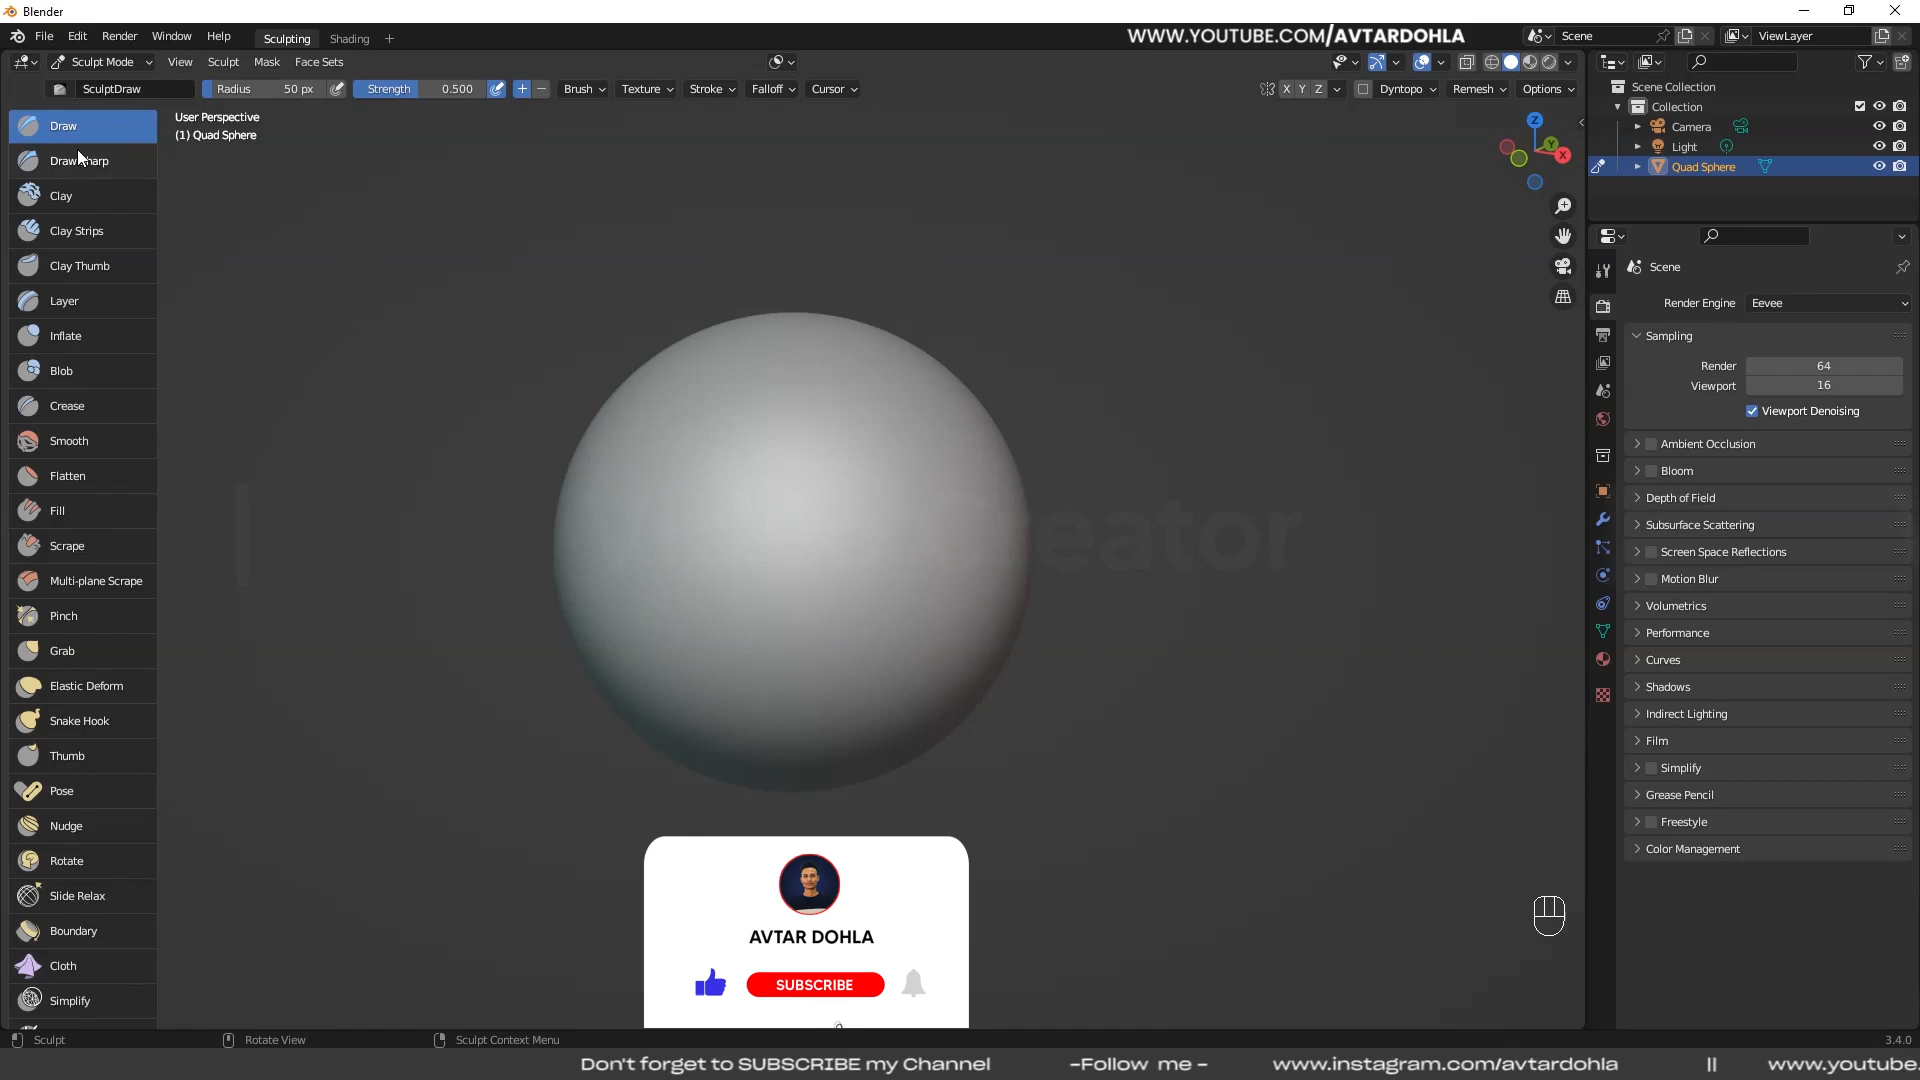 Blender
File Edit Render Window Help Sculpting Shading +
WWW.YOUTUBE.COM/AVTARDOHLA
Scene ViewLayer
Sculpt Mode View Sculpt Mask Face Sets
SculptDraw Radius 50 px Strength 0.500 + − Brush Texture Stroke Falloff Cursor
X Y Z Dyntopo Remesh Options
User Perspective
(1) Quad Sphere
Z
Y
X
Draw
Clay
Clay Strips
Clay Thumb
Layer
Inflate
Blob
Crease
Smooth
Flatten
Fill
Scrape
Multi-plane Scrape
Pinch
Grab
Elastic Deform
Snake Hook
Thumb
Pose
Nudge
Rotate
Slide Relax
Boundary
Cloth
Simplify
Scene Collection
Collection
Camera
Light
Quad Sphere
Scene
Render Engine Eevee
Sampling
Render 64
Viewport 16
Viewport Denoising
Ambient Occlusion
Bloom
Depth of Field
Subsurface Scattering
Screen Space Reflections
Motion Blur
Volumetrics
Performance
Curves
Shadows
Indirect Lighting
Film
Simplify
Grease Pencil
Freestyle
Color Management
AVTAR DOHLA
SUBSCRIBE
Sculpt Rotate View Sculpt Context Menu
3.4.0
Don't forget to SUBSCRIBE my Channel -Follow me - www.instagram.com/avtardohla || www.youtube.